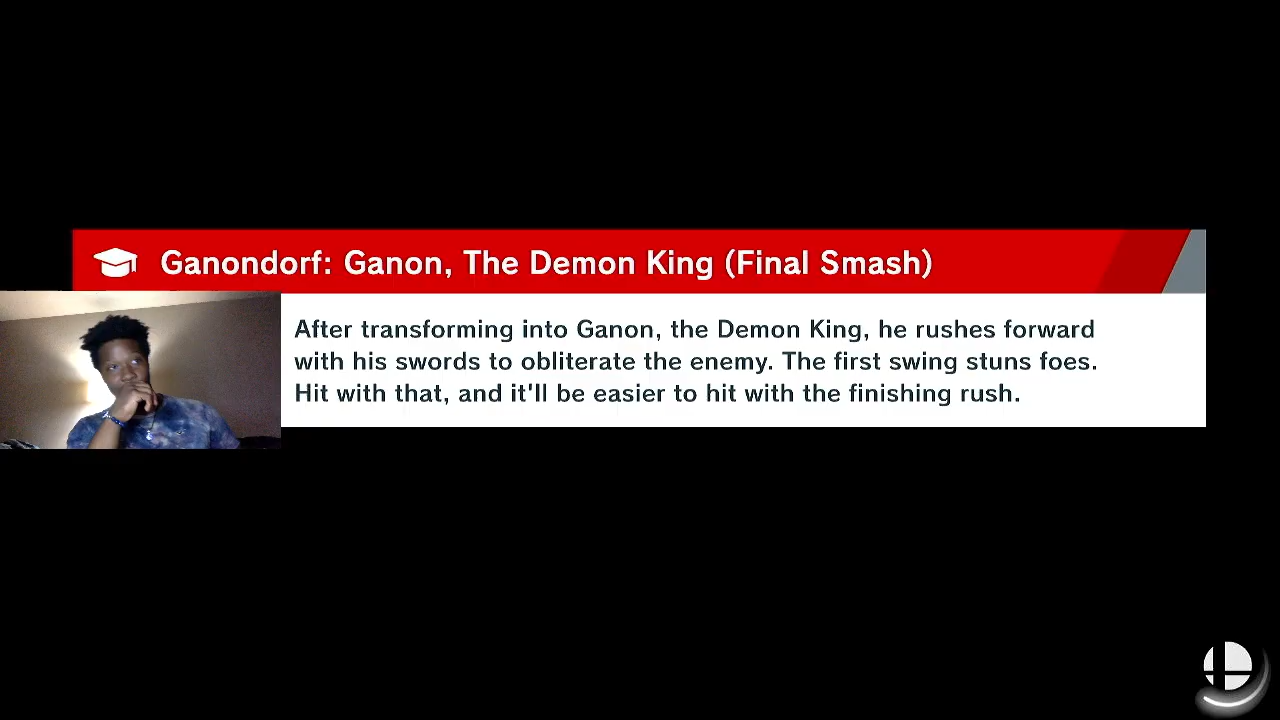 Ganondorf: Ganon, The Demon King (Final Smash)
After transforming into Ganon, the Demon King, he rushes forward
with his swords to obliterate the enemy. The first swing stuns foes.
Hit with that, and it'll be easier to hit with the finishing rush.